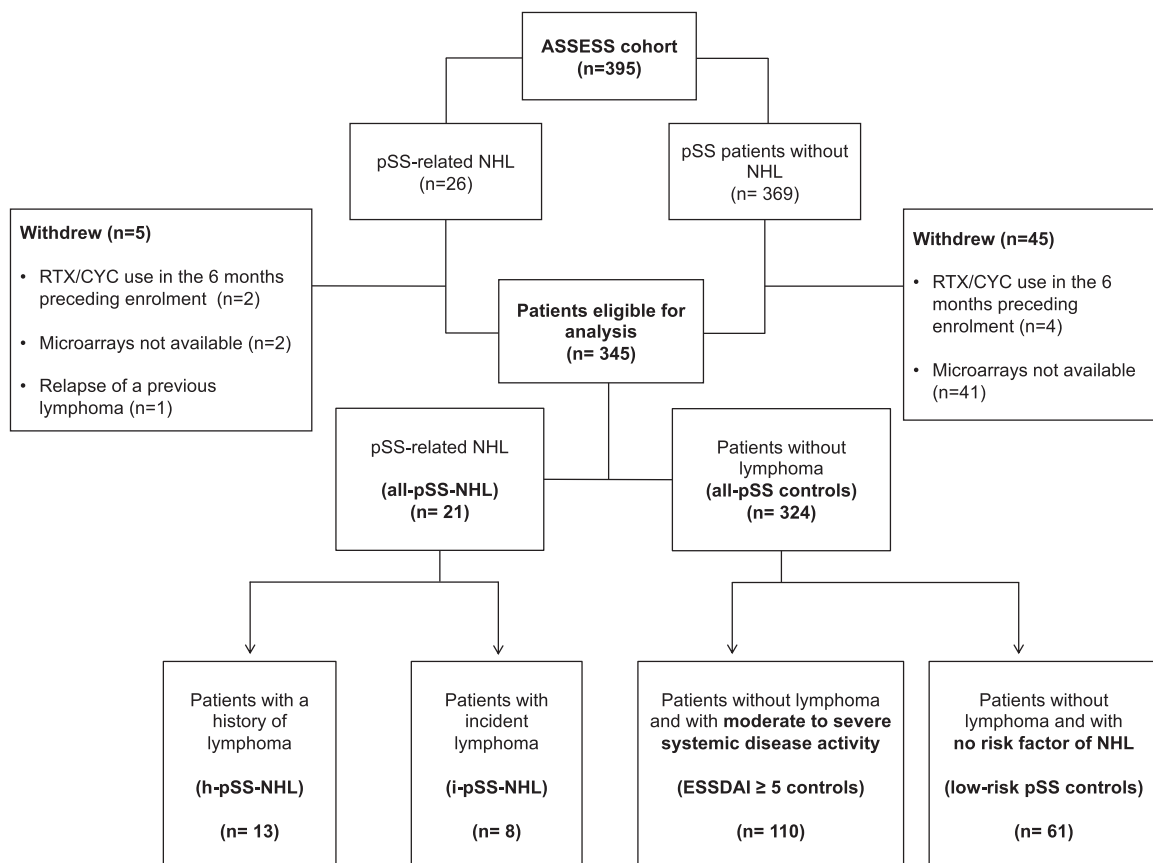 ASSESS cohort
(n=395)
pSS-related NHL
(n=26)
pSS patients without
NHL
(n= 369)
Withdrew (n=5)
• RTX/CYC use in the 6 months
preceding enrolment (n=2)
• Microarrays not available (n=2)
• Relapse of a previous
lymphoma (n=1)
Withdrew (n=45)
• RTX/CYC use in the 6
months preceding
enrolment (n=4)
• Microarrays not available
(n=41)
Patients eligible for
analysis
(n= 345)
pSS-related NHL
(all-pSS-NHL)
(n= 21)
Patients without
lymphoma
(all-pSS controls)
(n= 324)
Patients with a
history of
lymphoma
(h-pSS-NHL)
(n= 13)
Patients with
incident
lymphoma
(i-pSS-NHL)
(n= 8)
Patients without lymphoma
and with moderate to severe
systemic disease activity
(ESSDAI ≥ 5 controls)
(n= 110)
Patients without
lymphoma and with
no risk factor of NHL
(low-risk pSS controls)
(n= 61)